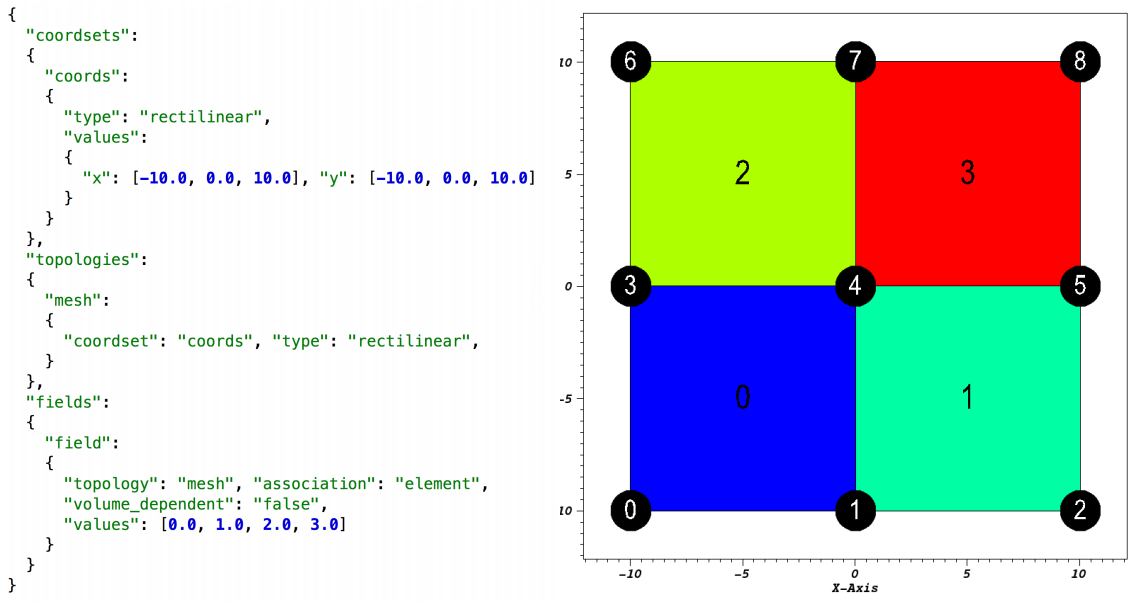 {
  "coordsets":
  {
    "coords":
    {
      "type": "rectilinear",
      "values":
      {
        "x": [-10.0, 0.0, 10.0], "y": [-10.0, 0.0, 10.0]
      }
    }
  },
  "topologies":
  {
    "mesh":
    {
      "coordset": "coords", "type": "rectilinear",
    }
  },
  "fields":
  {
    "field":
    {
      "topology": "mesh", "association": "element",
      "volume_dependent": "false",
      "values": [0.0, 1.0, 2.0, 3.0]
    }
  }
}
10
6 7 8
5
2 3
0
3 4 5
-5
0 1
10
0 1 2
-10 -5 0 5 10
X-Axis